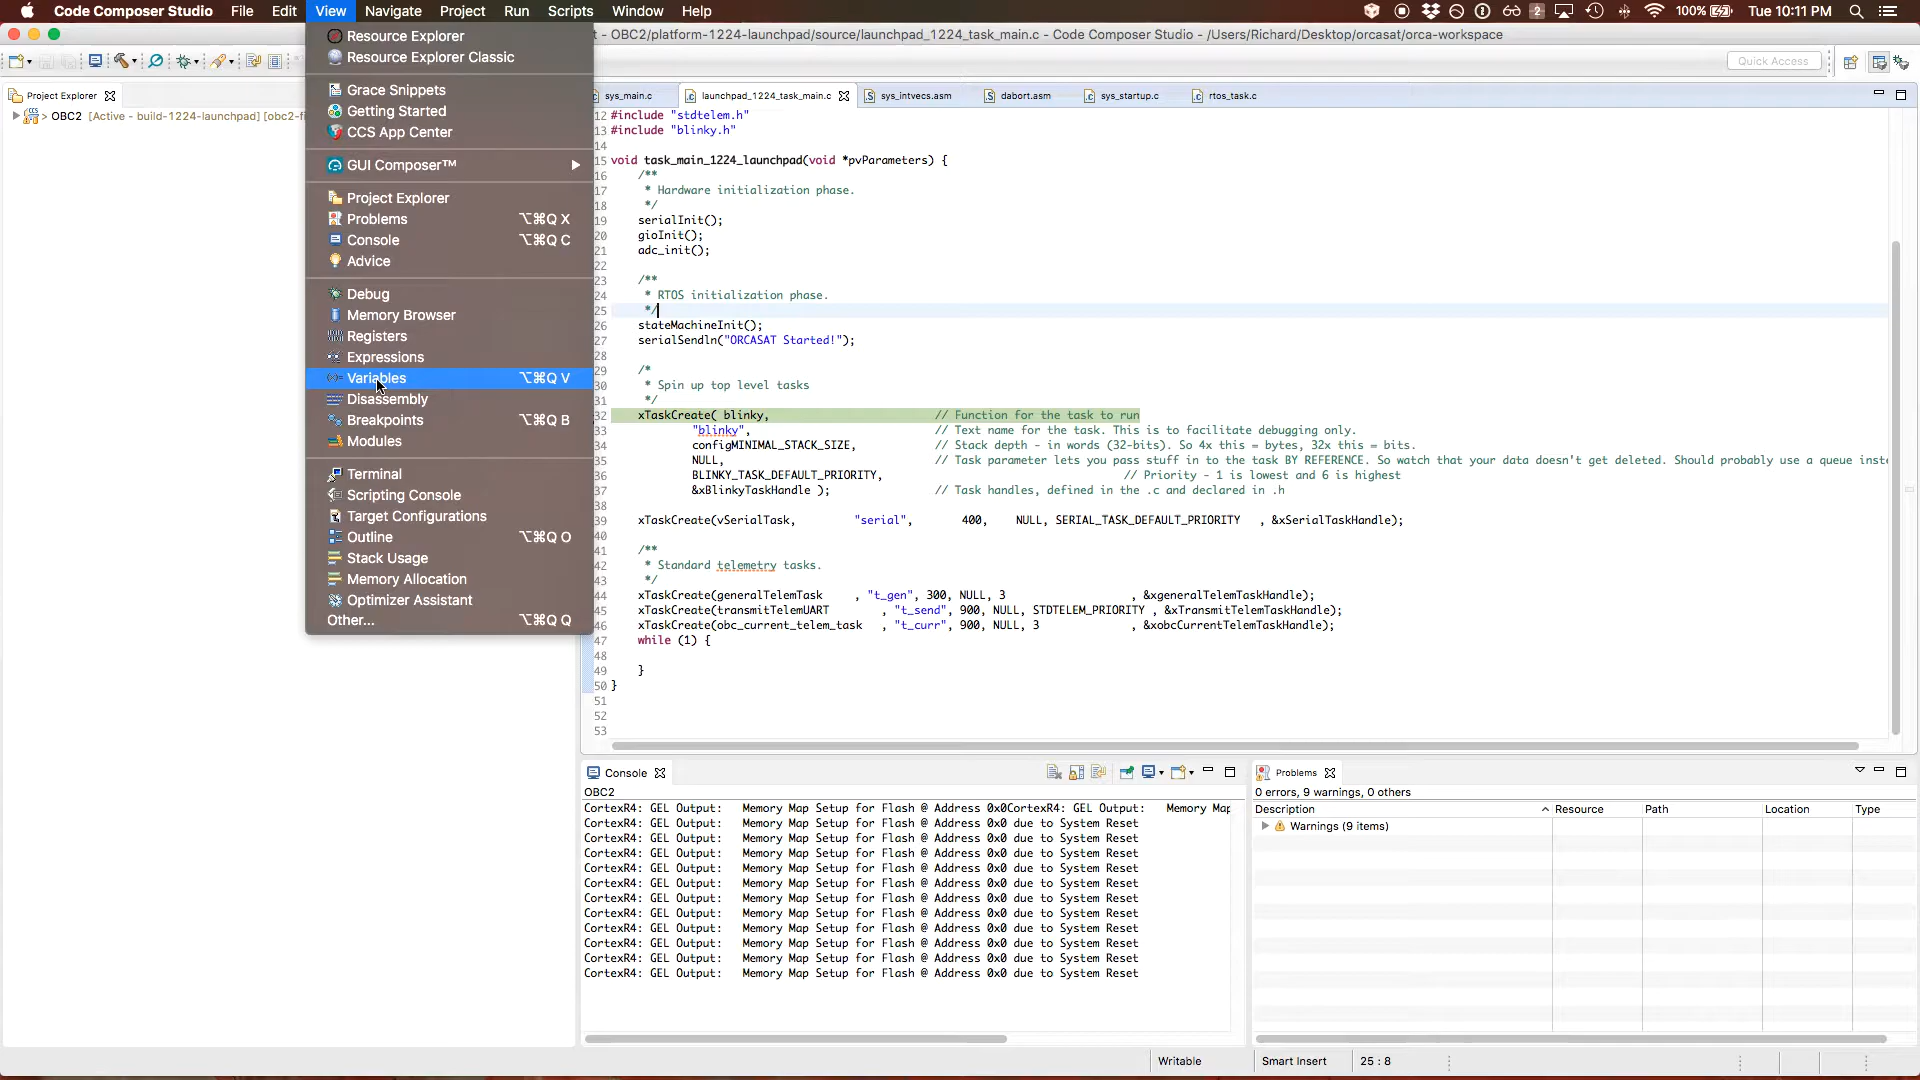 Code Composer Studio File Edit View Navigate Project Run Scripts Window Help 2 100% Tue 10:11 PM
- OBC2/platform-1224-launchpad/source/launchpad_1224_task_main.c - Code Composer Studio - /Users/Richard/Desktop/orcasat/orca-workspace
Quick Access
Project Explorer
> OBC2 [Active - build-1224-launchpad] [obc2-fi
Resource Explorer
Resource Explorer Classic
Grace Snippets
Getting Started
CCS App Center
GUI Composer™
Project Explorer
Problems ⌥⌘Q X
Console ⌥⌘Q C
Advice
Debug
Memory Browser
Registers
Expressions
Variables ⌥⌘Q V
Disassembly
Breakpoints ⌥⌘Q B
Modules
Terminal
Scripting Console
Target Configurations
Outline ⌥⌘Q O
Stack Usage
Memory Allocation
Optimizer Assistant
Other... ⌥⌘Q Q
sys_main.c launchpad_1224_task_main.c sys_intvecs.asm dabort.asm sys_startup.c rtos_task.c
12 #include "stdtelem.h"
13 #include "blinky.h"
14
15 void task_main_1224_launchpad(void *pvParameters) {
16 /**
17 * Hardware initialization phase.
18 */
19 serialInit();
20 gioInit();
21 adc_init();
22
23 /**
24 * RTOS initialization phase.
25 */
26 stateMachineInit();
27 serialSendln("ORCASAT Started!");
28
29 /*
30 * Spin up top level tasks
31 */
32 xTaskCreate( blinky, // Function for the task to run
33 "blinky", // Text name for the task. This is to facilitate debugging only.
34 configMINIMAL_STACK_SIZE, // Stack depth - in words (32-bits). So 4x this = bytes, 32x this = bits.
35 NULL, // Task parameter lets you pass stuff in to the task BY REFERENCE. So watch that your data doesn't get deleted. Should probably use a queue inste
36 BLINKY_TASK_DEFAULT_PRIORITY, // Priority - 1 is lowest and 6 is highest
37 &xBlinkyTaskHandle ); // Task handles, defined in the .c and declared in .h
38
39 xTaskCreate(vSerialTask, "serial", 400, NULL, SERIAL_TASK_DEFAULT_PRIORITY , &xSerialTaskHandle);
40
41 /**
42 * Standard telemetry tasks.
43 */
44 xTaskCreate(generalTelemTask , "t_gen", 300, NULL, 3 , &xgeneralTelemTaskHandle);
45 xTaskCreate(transmitTelemUART , "t_send", 900, NULL, STDTELEM_PRIORITY , &xTransmitTelemTaskHandle);
46 xTaskCreate(obc_current_telem_task , "t_curr", 900, NULL, 3 , &xobcCurrentTelemTaskHandle);
47 while (1) {
48
49 }
50 }
51
52
53
Console
OBC2
CortexR4: GEL Output: Memory Map Setup for Flash @ Address 0x0CortexR4: GEL Output: Memory Map
CortexR4: GEL Output: Memory Map Setup for Flash @ Address 0x0 due to System Reset
CortexR4: GEL Output: Memory Map Setup for Flash @ Address 0x0 due to System Reset
CortexR4: GEL Output: Memory Map Setup for Flash @ Address 0x0 due to System Reset
CortexR4: GEL Output: Memory Map Setup for Flash @ Address 0x0 due to System Reset
CortexR4: GEL Output: Memory Map Setup for Flash @ Address 0x0 due to System Reset
CortexR4: GEL Output: Memory Map Setup for Flash @ Address 0x0 due to System Reset
CortexR4: GEL Output: Memory Map Setup for Flash @ Address 0x0 due to System Reset
CortexR4: GEL Output: Memory Map Setup for Flash @ Address 0x0 due to System Reset
CortexR4: GEL Output: Memory Map Setup for Flash @ Address 0x0 due to System Reset
CortexR4: GEL Output: Memory Map Setup for Flash @ Address 0x0 due to System Reset
CortexR4: GEL Output: Memory Map Setup for Flash @ Address 0x0 due to System Reset
Problems
0 errors, 9 warnings, 0 others
Description Resource Path Location Type
Warnings (9 items)
Writable Smart Insert 25 : 8